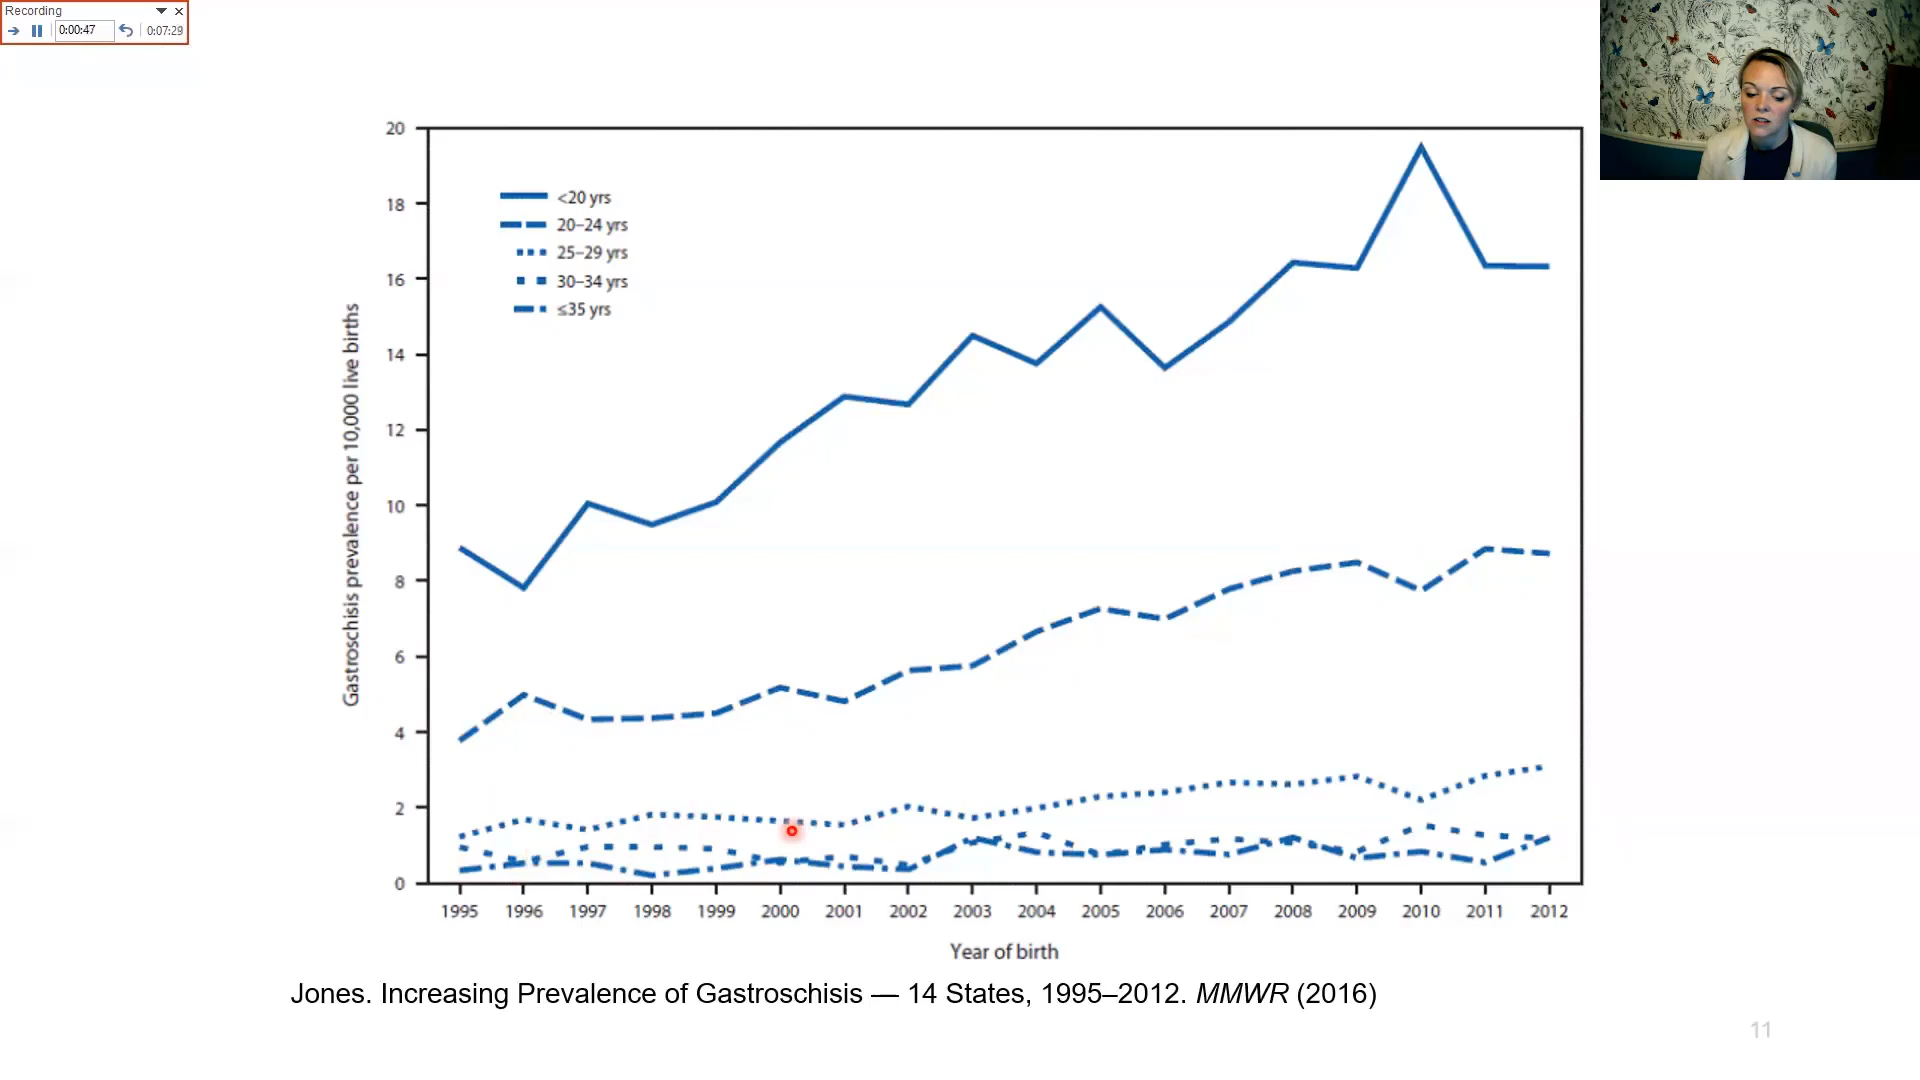 Recording
0:00:47
0:07:29
20
18
16
14
12
10
8
6
4
2
0
Gastroschisis prevalence per 10,000 live births
<20 yrs
20–24 yrs
25–29 yrs
30–34 yrs
≤35 yrs
1995 1996 1997 1998 1999 2000 2001 2002 2003 2004 2005 2006 2007 2008 2009 2010 2011 2012
Year of birth
Jones. Increasing Prevalence of Gastroschisis — 14 States, 1995–2012. MMWR (2016)
11